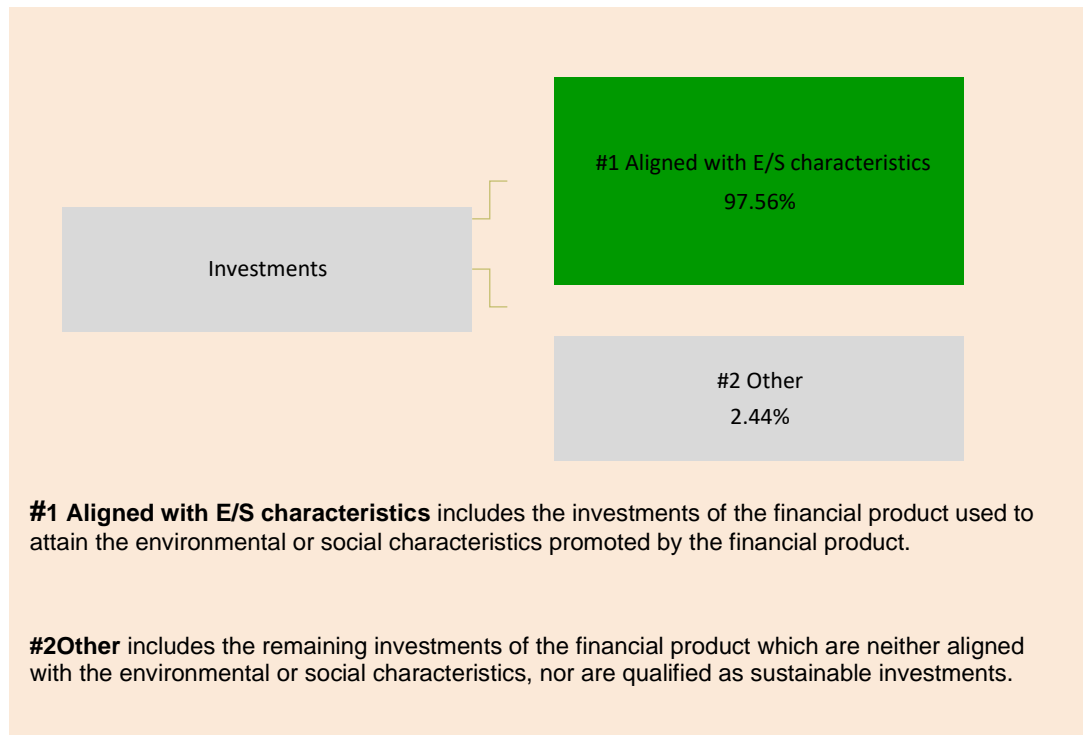 #1 Aligned with E/S characteristics
97.56%
Investments
#2 Other
2.44%
#1 Aligned with E/S characteristics includes the investments of the financial product used to
attain the environmental or social characteristics promoted by the financial product.
#2Other includes the remaining investments of the financial product which are neither aligned
with the environmental or social characteristics, nor are qualified as sustainable investments.